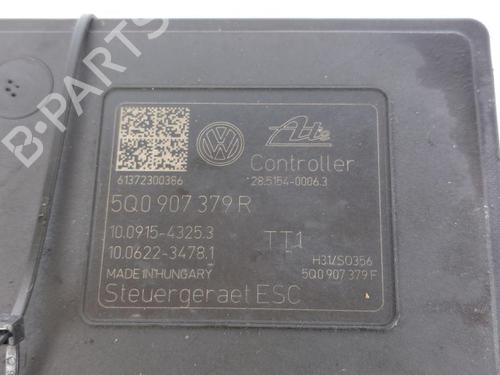 B-PARTS
VW
Ate
Controller
61372300386
28.5154-0006.3
5Q0 907 379 R
10.0915-4325.3
TT1
10.0622-3478.1
H31/S0356
MADE IN HUNGARY
5Q0 907 379 F
Steuergeraet ESC